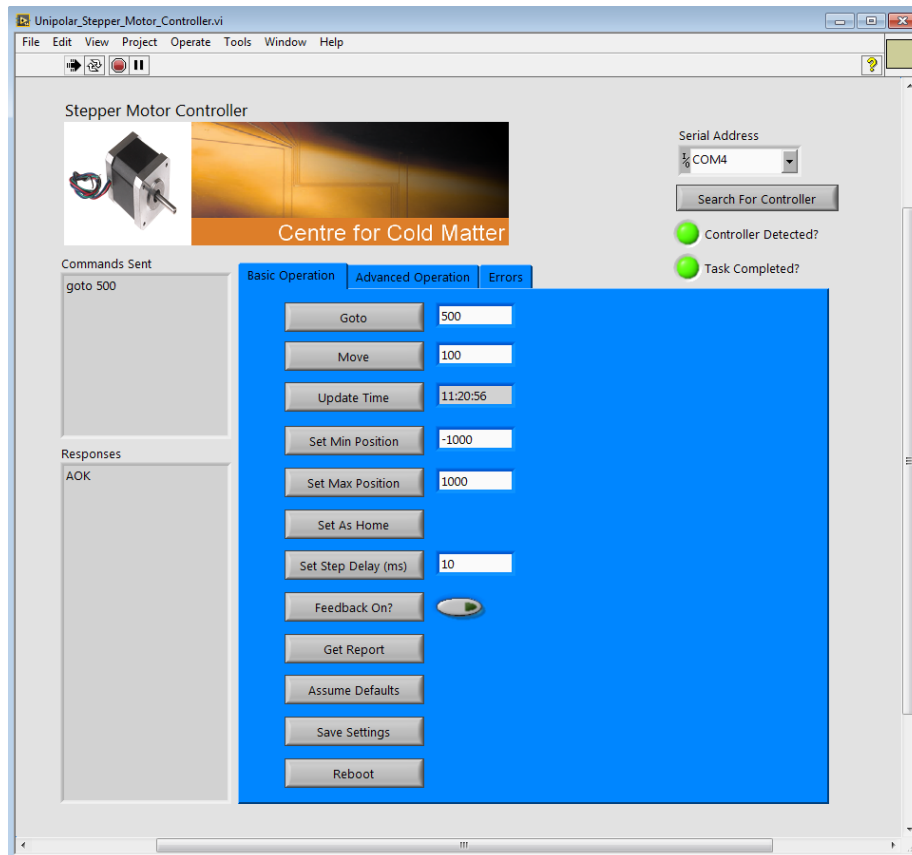 Unipolar_Stepper_Motor_Controller.vi
File Edit View Project Operate Tools Window Help
Stepper Motor Controller
Centre for Cold Matter
Serial Address
COM4
Search For Controller
Controller Detected?
Task Completed?
Commands Sent
goto 500
Responses
AOK
Basic Operation Advanced Operation Errors
Goto 500
Move 100
Update Time 11:20:56
Set Min Position -1000
Set Max Position 1000
Set As Home
Set Step Delay (ms) 10
Feedback On?
Get Report
Assume Defaults
Save Settings
Reboot